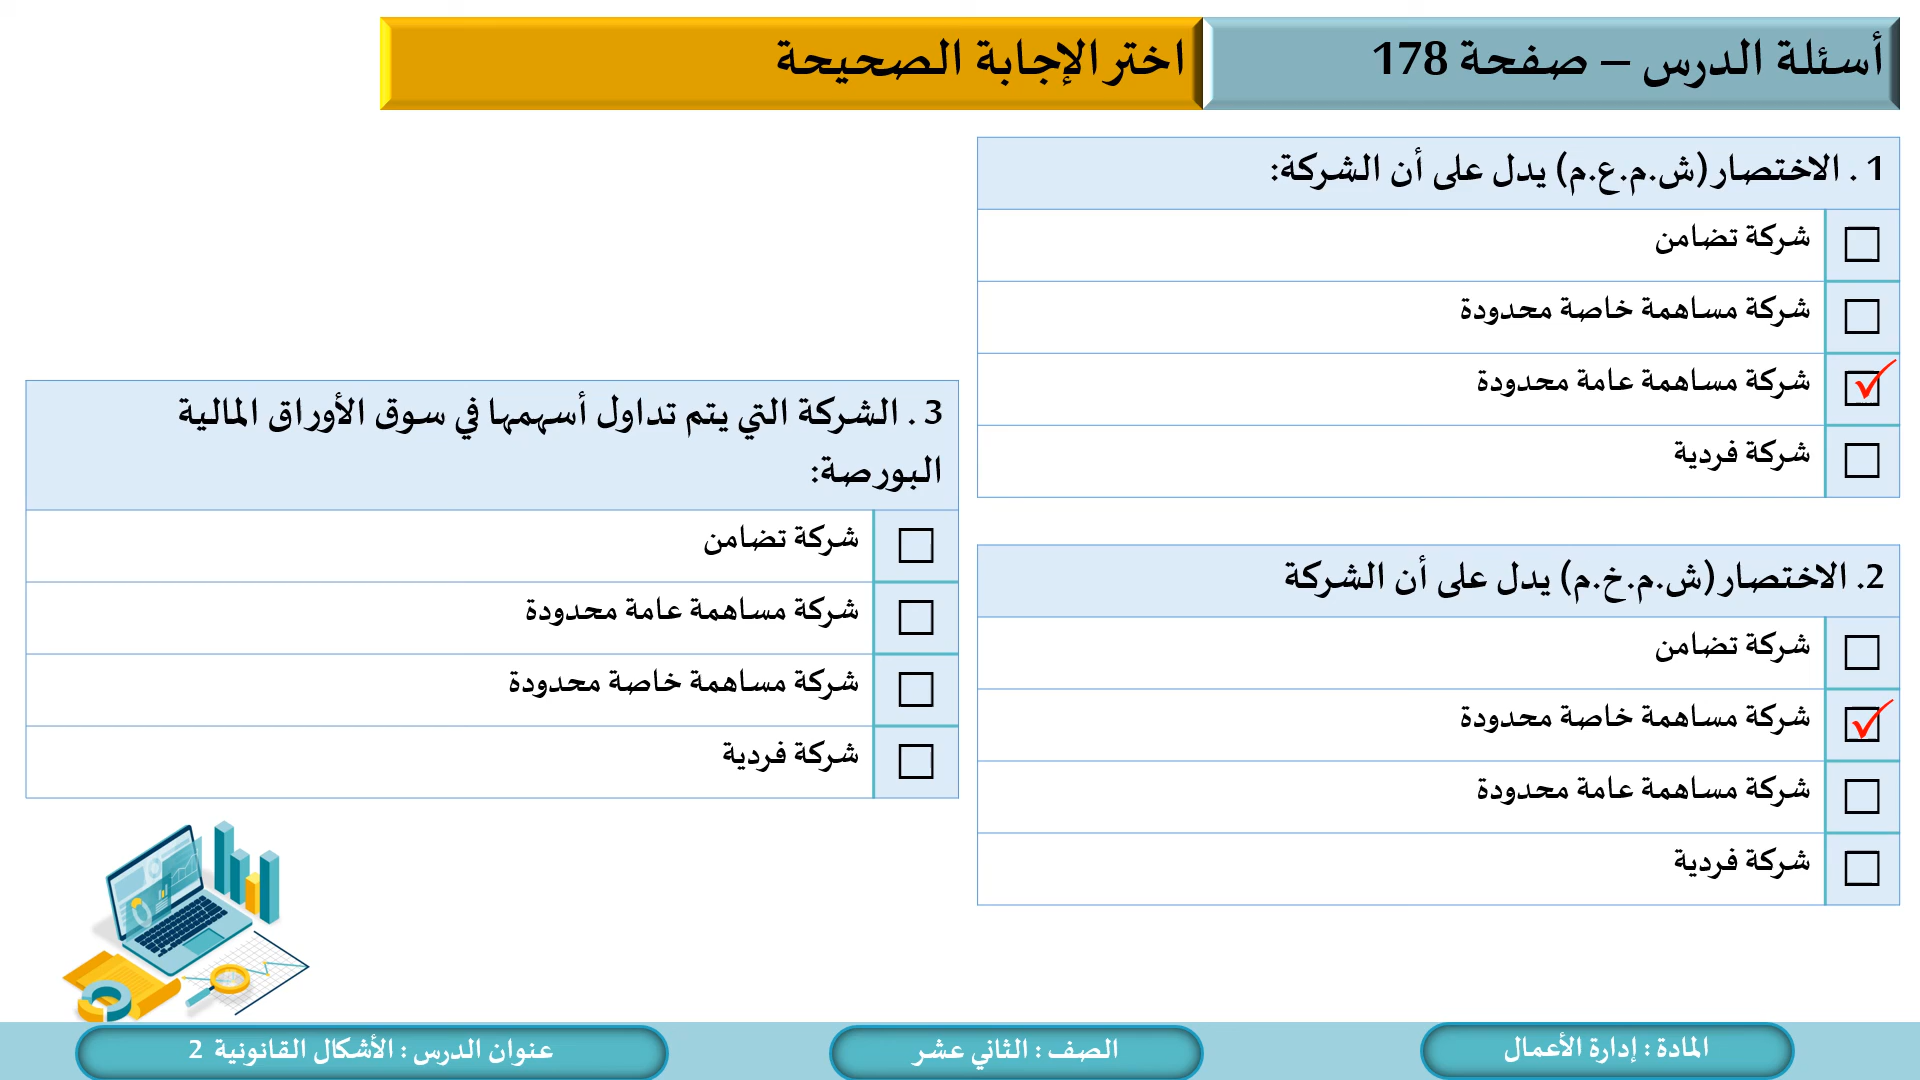 أسئلة الدرس – صفحة 178
اختر الإجابة الصحيحة
1 . الاختصار (ش.م.ع.م) يدل على أن الشركة:
شركة تضامن
شركة مساهمة خاصة محدودة
شركة مساهمة عامة محدودة
شركة فردية
2. الاختصار (ش.م.خ.م) يدل على أن الشركة
شركة تضامن
شركة مساهمة خاصة محدودة
شركة مساهمة عامة محدودة
شركة فردية
3 . الشركة التي يتم تداول أسهمها في سوق الأوراق المالية
البورصة:
شركة تضامن
شركة مساهمة عامة محدودة
شركة مساهمة خاصة محدودة
شركة فردية
المادة : إدارة الأعمال
الصف : الثاني عشر
عنوان الدرس : الأشكال القانونية 2